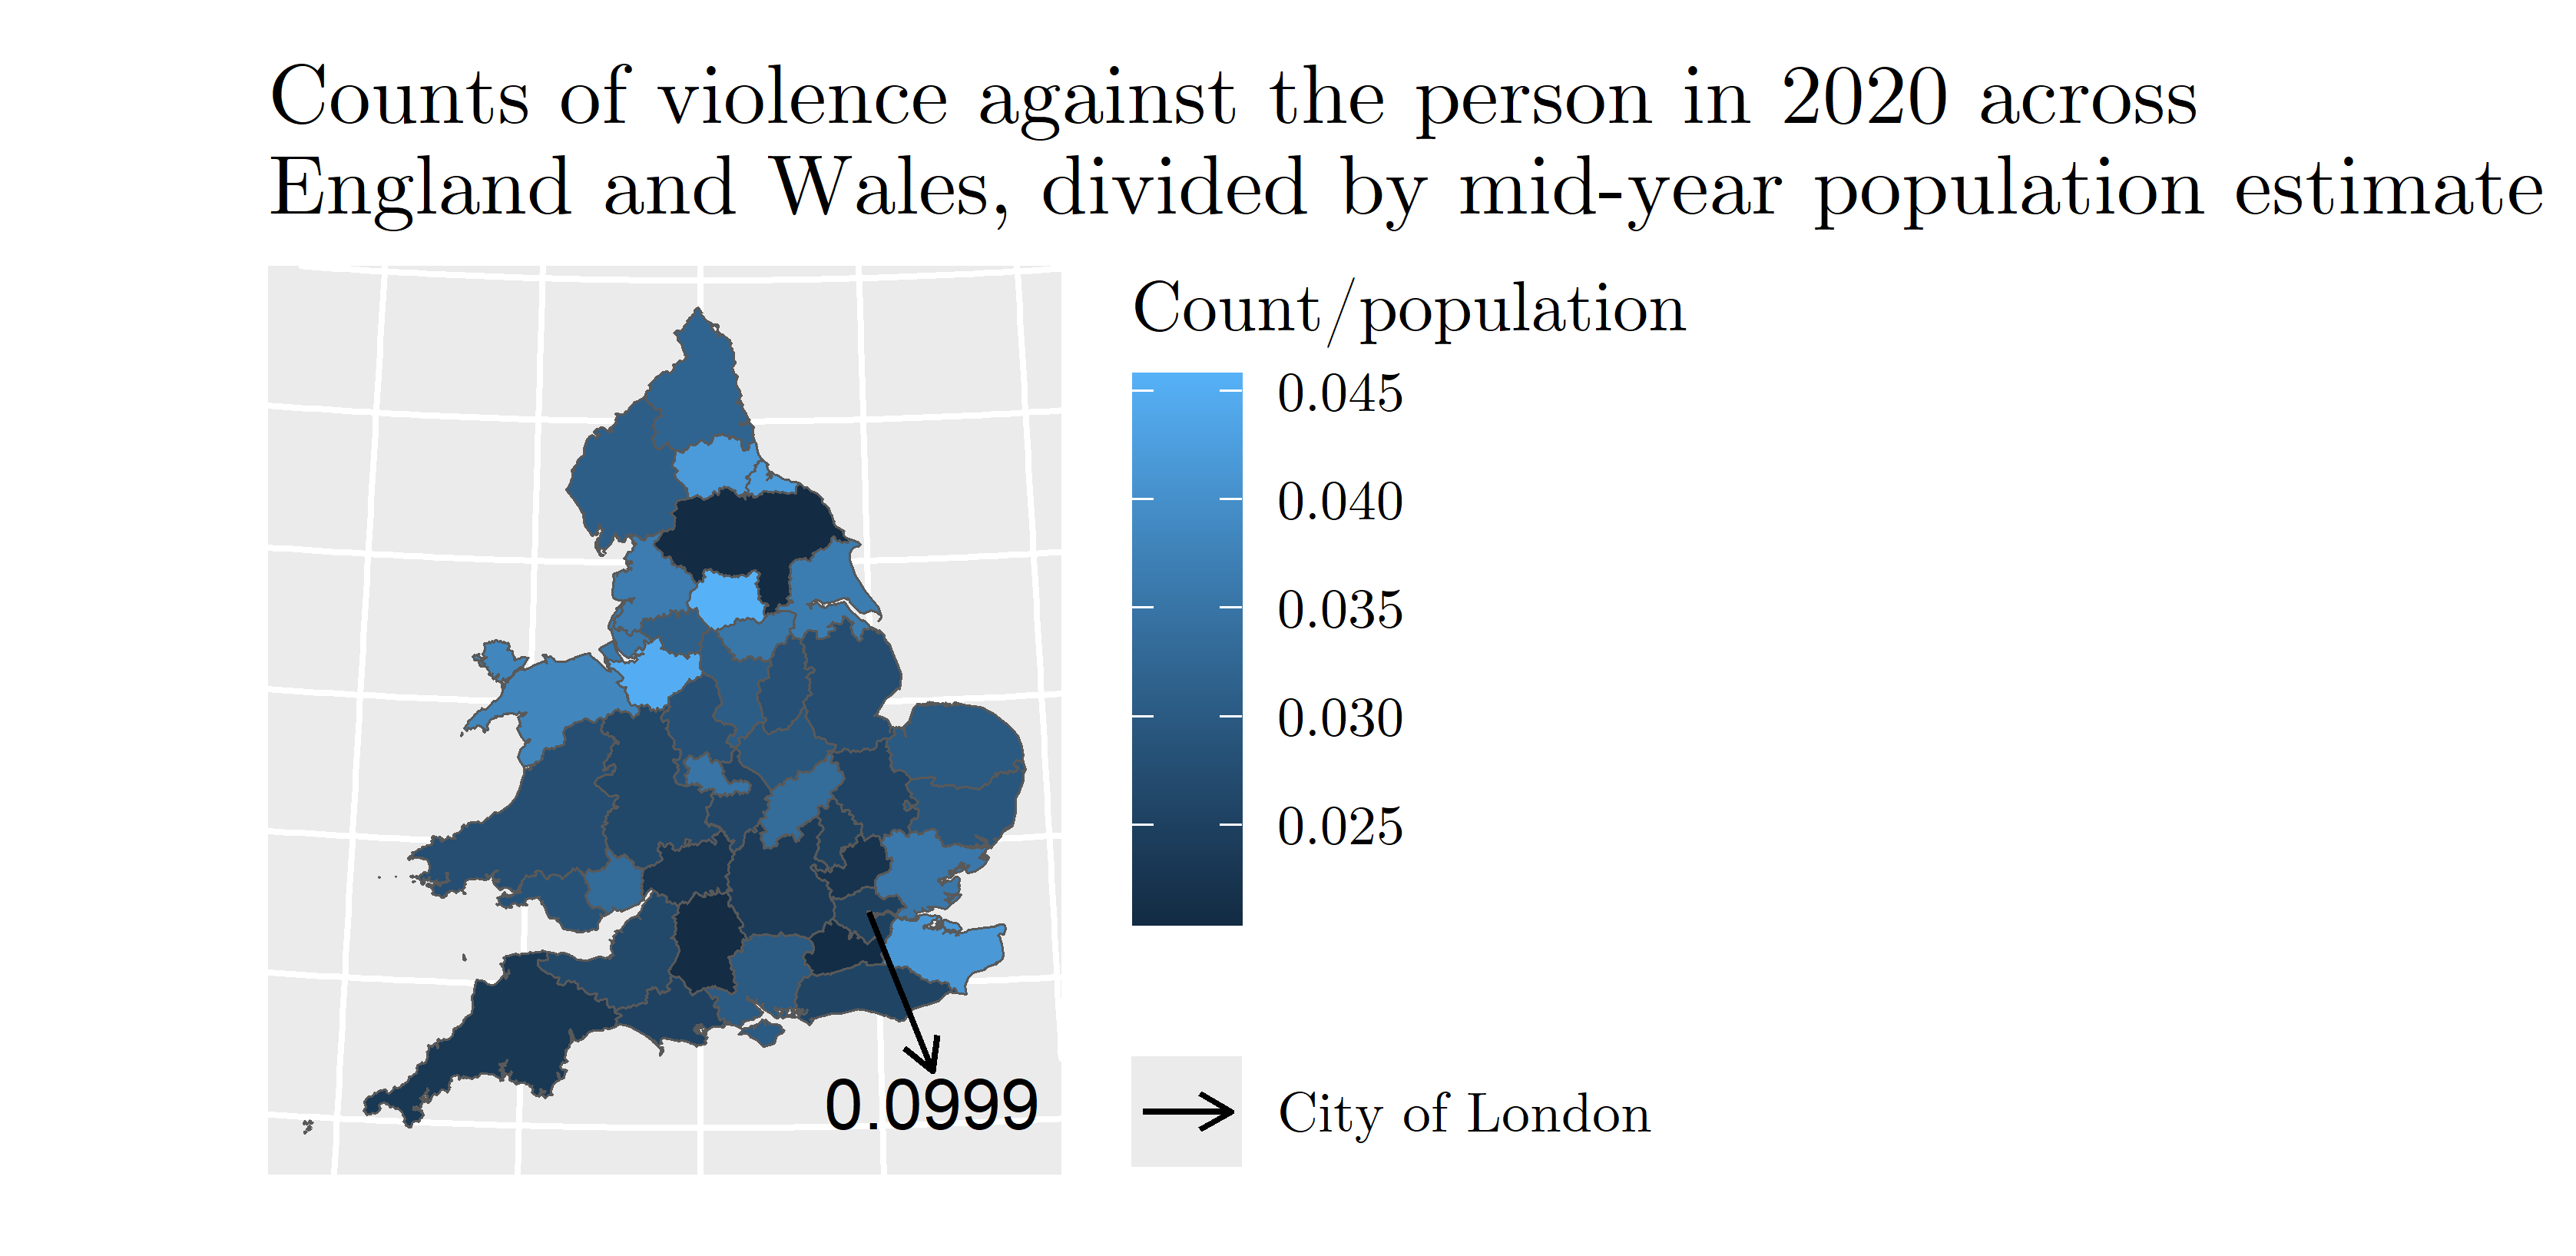 Counts of violence against the person in 2020 across
England and Wales, divided by mid-year population estimate
Count/population
0.045
0.040
0.035
0.030
0.025
0.0999
City of London